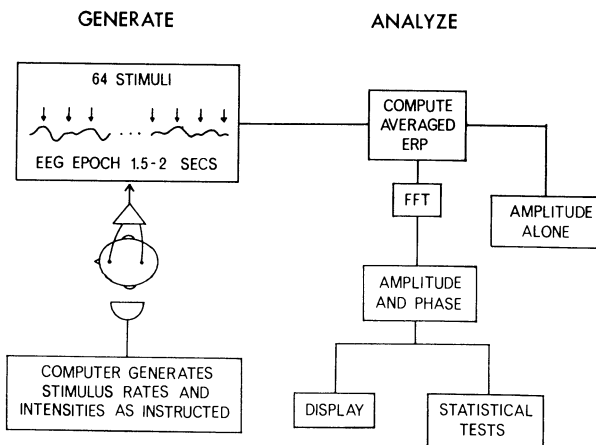 GENERATE
ANALYZE
64 STIMULI
...
EEG EPOCH 1.5-2 SECS
COMPUTER GENERATES
STIMULUS RATES AND
INTENSITIES AS INSTRUCTED
COMPUTE
AVERAGED
ERP
FFT
AMPLITUDE
ALONE
AMPLITUDE
AND PHASE
DISPLAY
STATISTICAL
TESTS